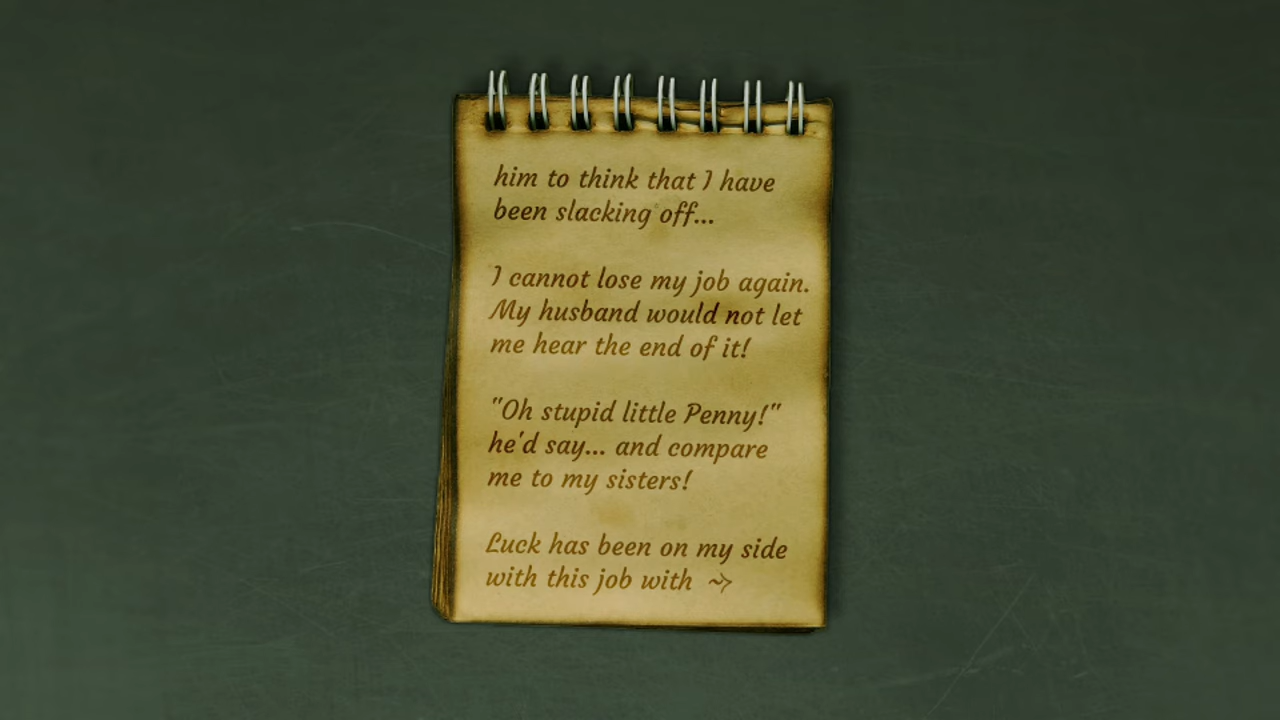 him to think that I have
been slacking off...
I cannot lose my job again.
My husband would not let
me hear the end of it!
"Oh stupid little Penny!"
he'd say... and compare
me to my sisters!
Luck has been on my side
with this job with ~>